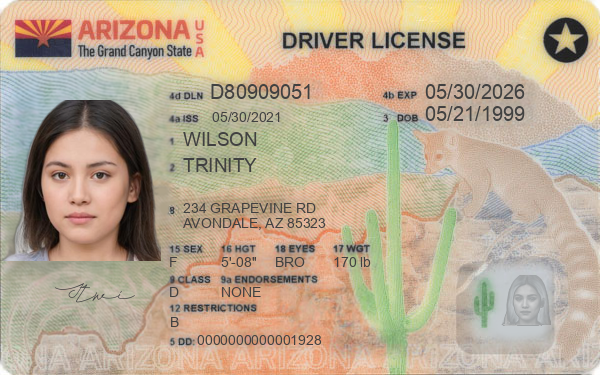 ARIZONA USA
The Grand Canyon State
DRIVER LICENSE
4d DLN D80909051
4b EXP 05/30/2026
4a ISS 05/30/2021
3 DOB 05/21/1999
1 WILSON
2 TRINITY
8 234 GRAPEVINE RD
AVONDALE, AZ 85323
15 SEX 16 HGT 18 EYES 17 WGT
F 5'-08" BRO 170 lb
9 CLASS 9a ENDORSEMENTS
D NONE
12 RESTRICTIONS
B
5 DD: 0000000000001928
ARIZONA ARIZONA ARIZONA ARIZONA